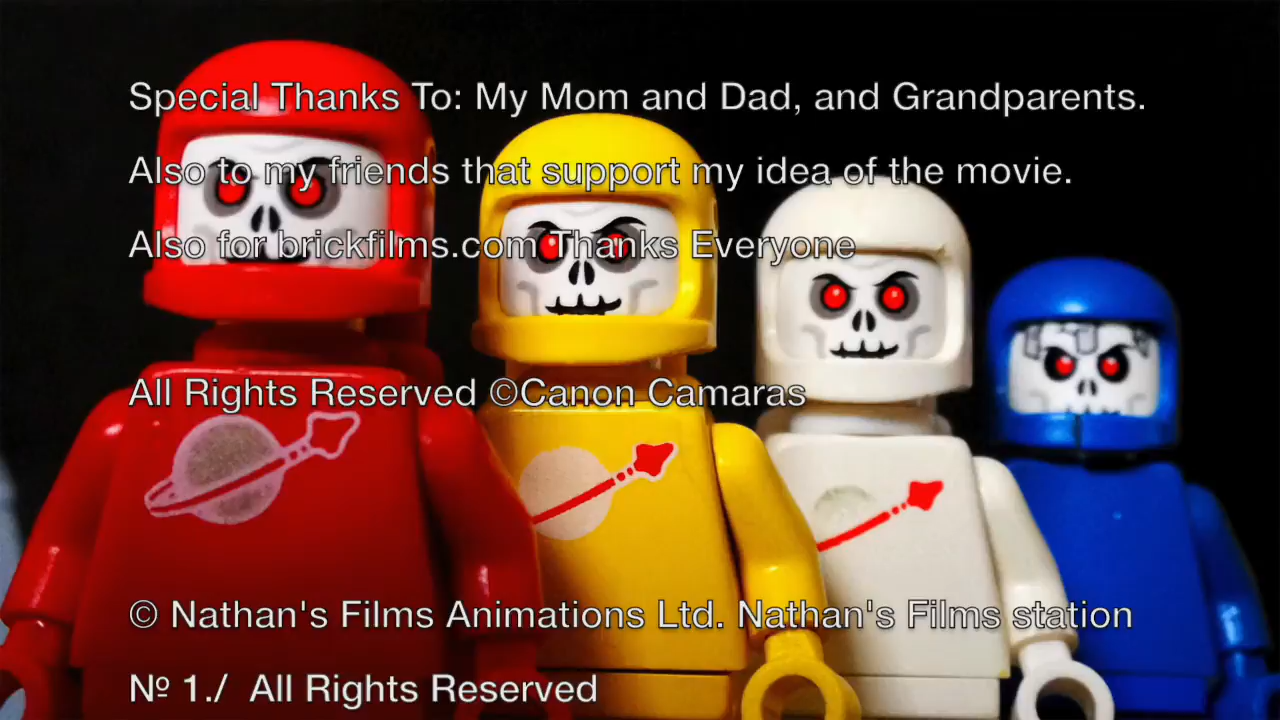 Special Thanks To: My Mom and Dad, and Grandparents.
Also to my friends that support my idea of the movie.
Also for brickfilms.com Thanks Everyone
All Rights Reserved ©Canon Camaras
© Nathan's Films Animations Ltd. Nathan's Films station
№ 1./  All Rights Reserved